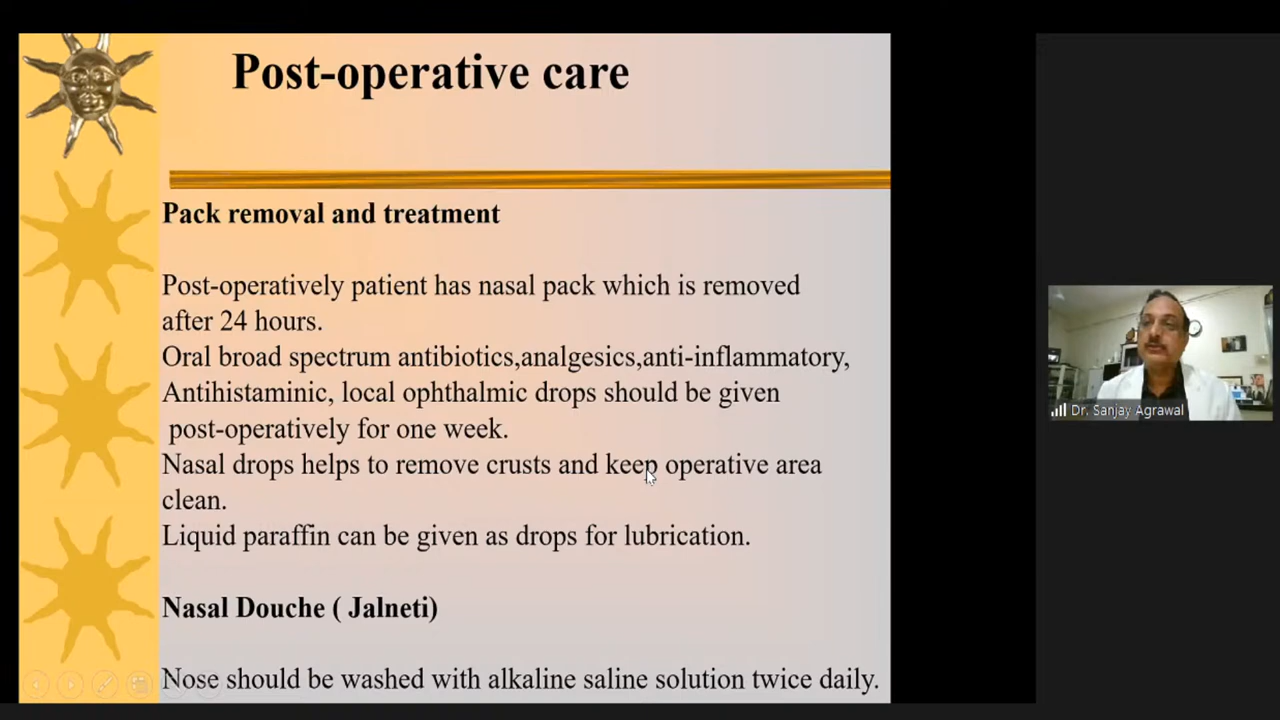 Post-operative care
Pack removal and treatment
Post-operatively patient has nasal pack which is removed
after 24 hours.
Oral broad spectrum antibiotics,analgesics,anti-inflammatory,
Antihistaminic, local ophthalmic drops should be given
post-operatively for one week.
Nasal drops helps to remove crusts and keep operative area
clean.
Liquid paraffin can be given as drops for lubrication.
Nasal Douche ( Jalneti)
Nose should be washed with alkaline saline solution twice daily.
Dr. Sanjay Agrawal